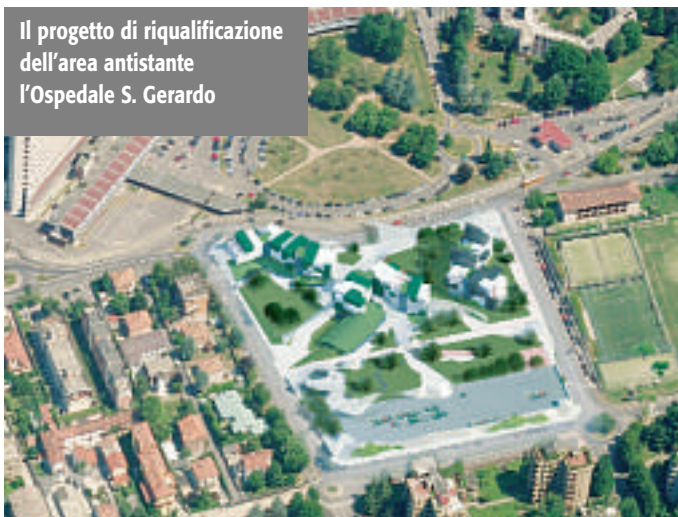 Il progetto di riqualificazione
dell'area antistante
l'Ospedale S. Gerardo